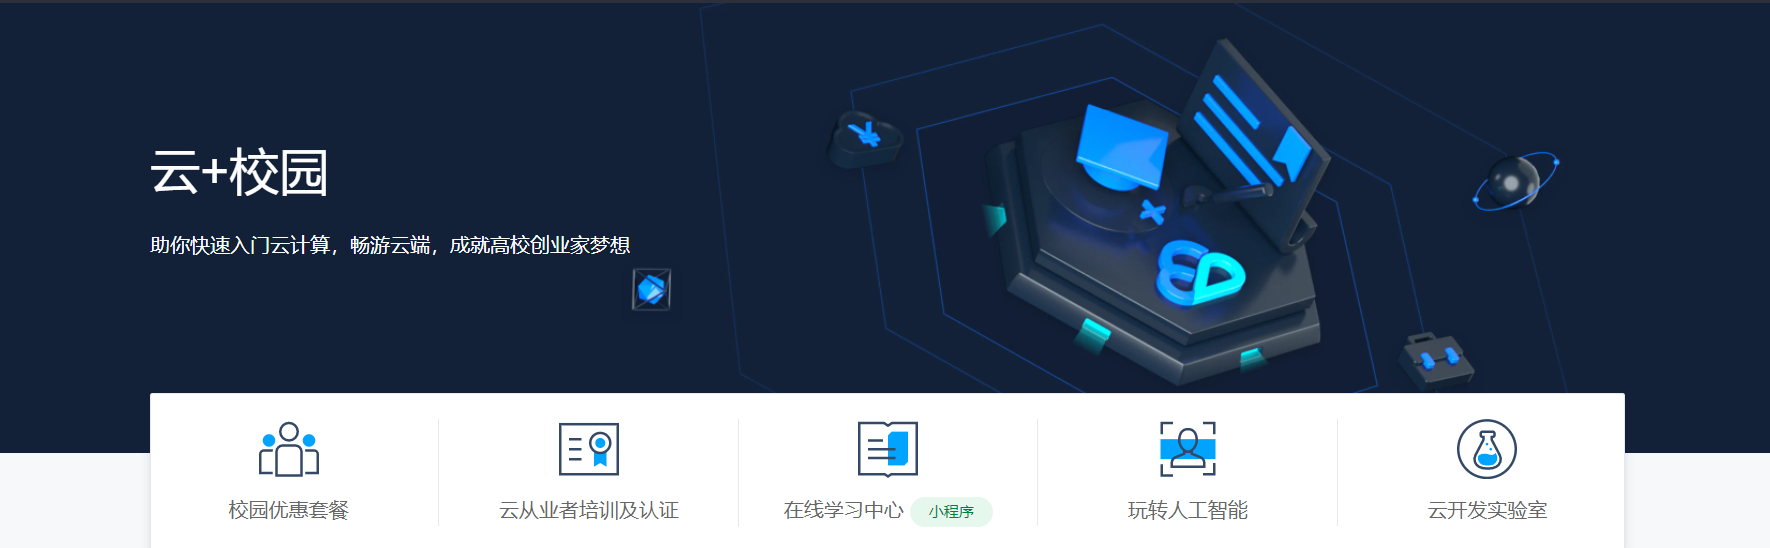 云+校园
助你快速入门云计算，畅游云端，成就高校创业家梦想
校园优惠套餐
云从业者培训及认证
在线学习中心 小程序
玩转人工智能
云开发实验室